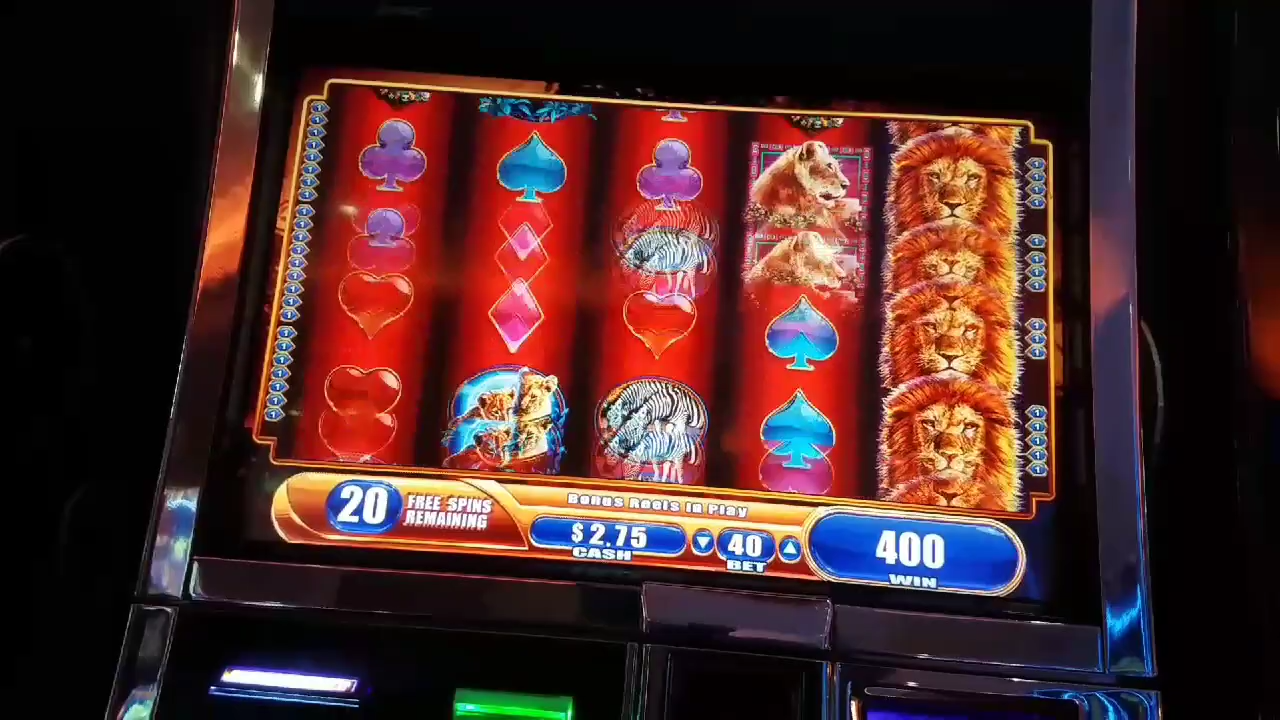 20
FREE SPINS
REMAINING
Bonus Reels in Play
$2.75
CASH
40
BET
400
WIN